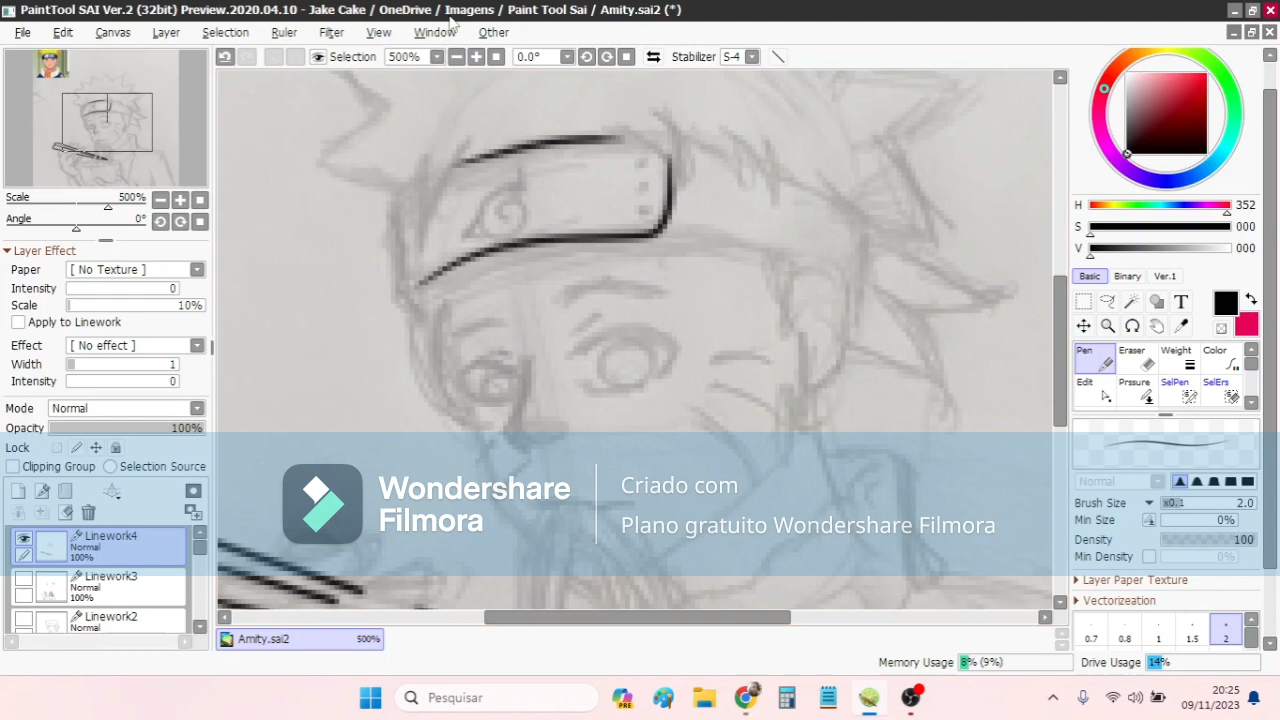 PaintTool SAI Ver.2 (32bit) Preview.2020.04.10 - Jake Cake / OneDrive / Imagens / Paint Tool Sai / Amity.sai2 (*)
File Edit Canvas Layer Selection Ruler Filter View Window Other
Selection 500% 0.0° Stabilizer S-4
Scale 500%
Angle 0°
Layer Effect
Paper [ No Texture ]
Intensity 0
Scale 10%
Apply to Linework
Effect [ No effect ]
Width 1
Intensity 0
Mode Normal
Opacity 100%
Lock
Clipping Group Selection Source
Linework4
Normal
100%
Linework3
Normal
100%
Linework2
Normal
Wondershare
Filmora
Criado com
Plano gratuito Wondershare Filmora
Amity.sai2 500%
H 352
S 000
V 000
Basic Binary Ver.1
T
Pen Eraser Weight Color
Edit Prssure SelPen SelErs
Normal
Brush Size x0.1 2.0
Min Size 0%
Density 100
Min Density 0%
Layer Paper Texture
Vectorization
0.7 0.8 1 1.5 2
Memory Usage 8% (9%) Drive Usage 14%
Pesquisar
PRE
20:25
09/11/2023